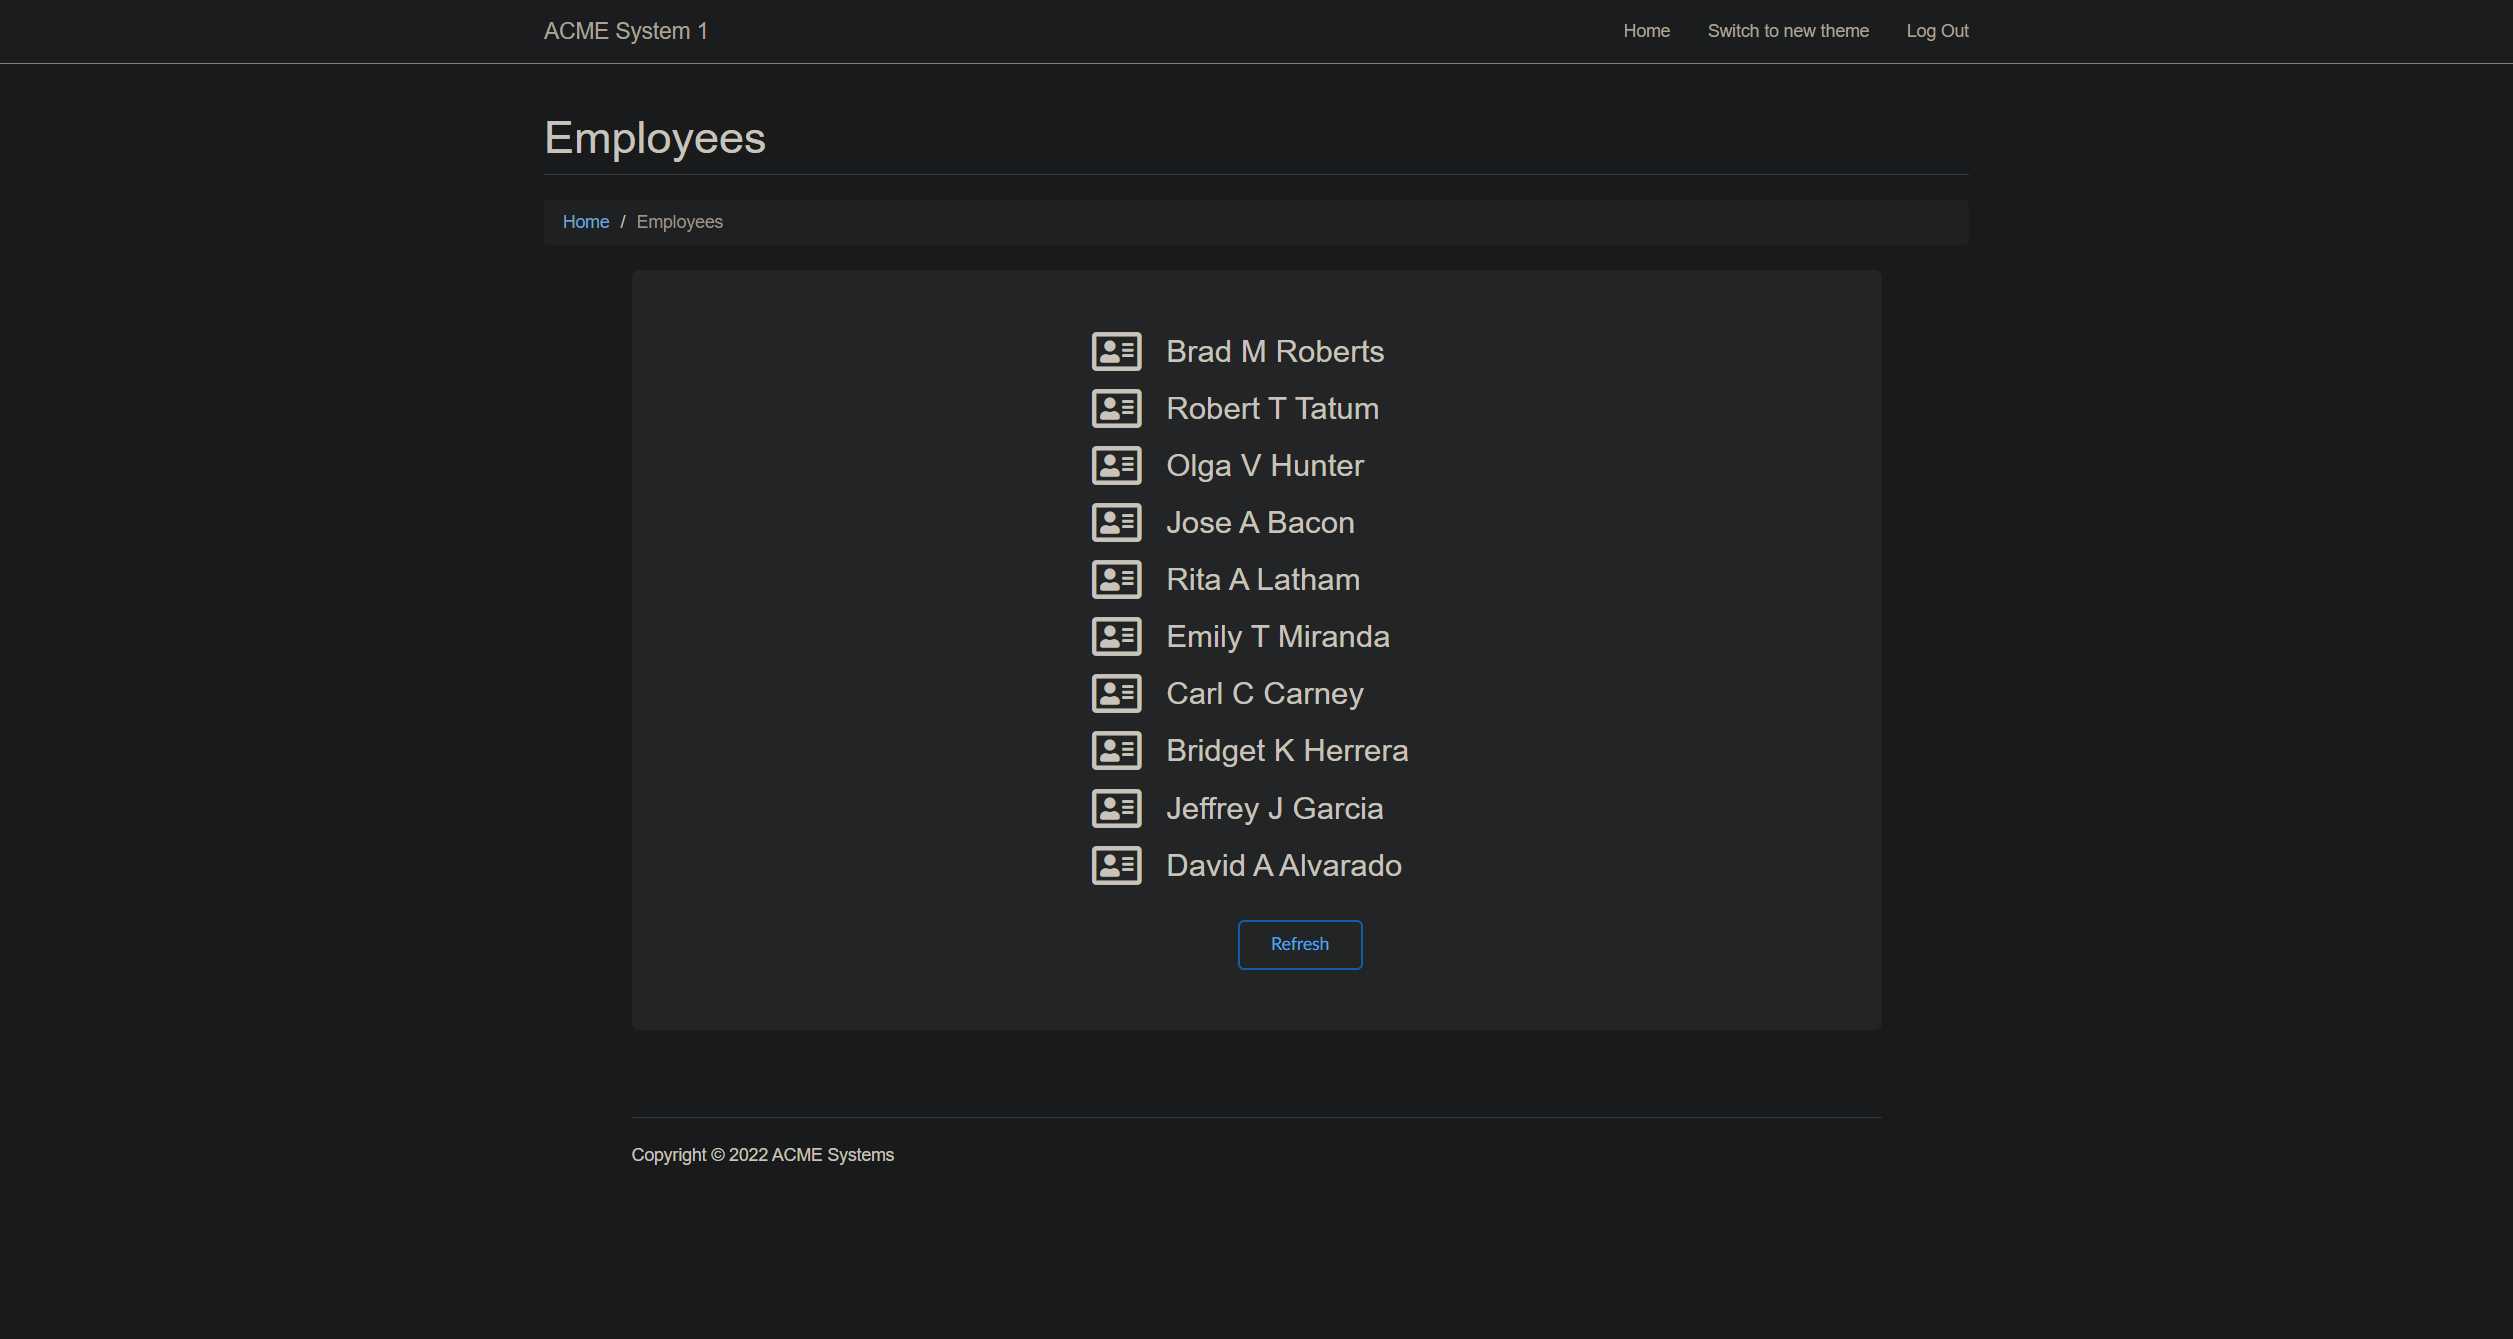 ACME System 1
Home Switch to new theme Log Out
Employees
Home / Employees
Brad M Roberts
Robert T Tatum
Olga V Hunter
Jose A Bacon
Rita A Latham
Emily T Miranda
Carl C Carney
Bridget K Herrera
Jeffrey J Garcia
David A Alvarado
Refresh
Copyright © 2022 ACME Systems